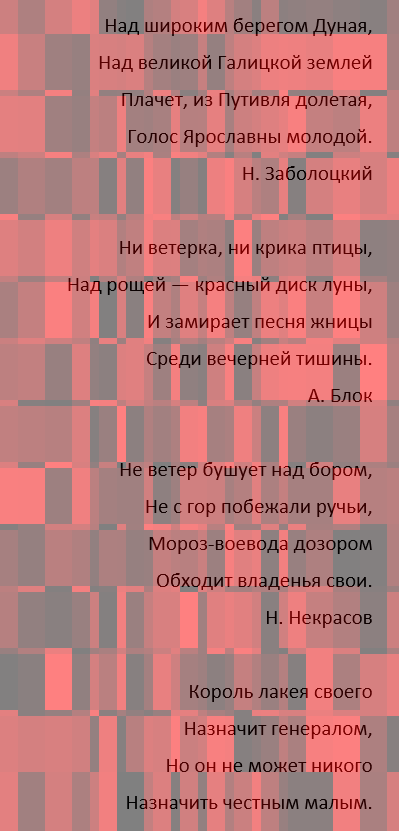 Над широким берегом Дуная,
Над великой Галицкой землей
Плачет, из Путивля долетая,
Голос Ярославны молодой.
Н. Заболоцкий
Ни ветерка, ни крика птицы,
Над рощей — красный диск луны,
И замирает песня жницы
Среди вечерней тишины.
А. Блок
Не ветер бушует над бором,
Не с гор побежали ручьи,
Мороз-воевода дозором
Обходит владенья свои.
Н. Некрасов
Король лакея своего
Назначит генералом,
Но он не может никого
Назначить честным малым.